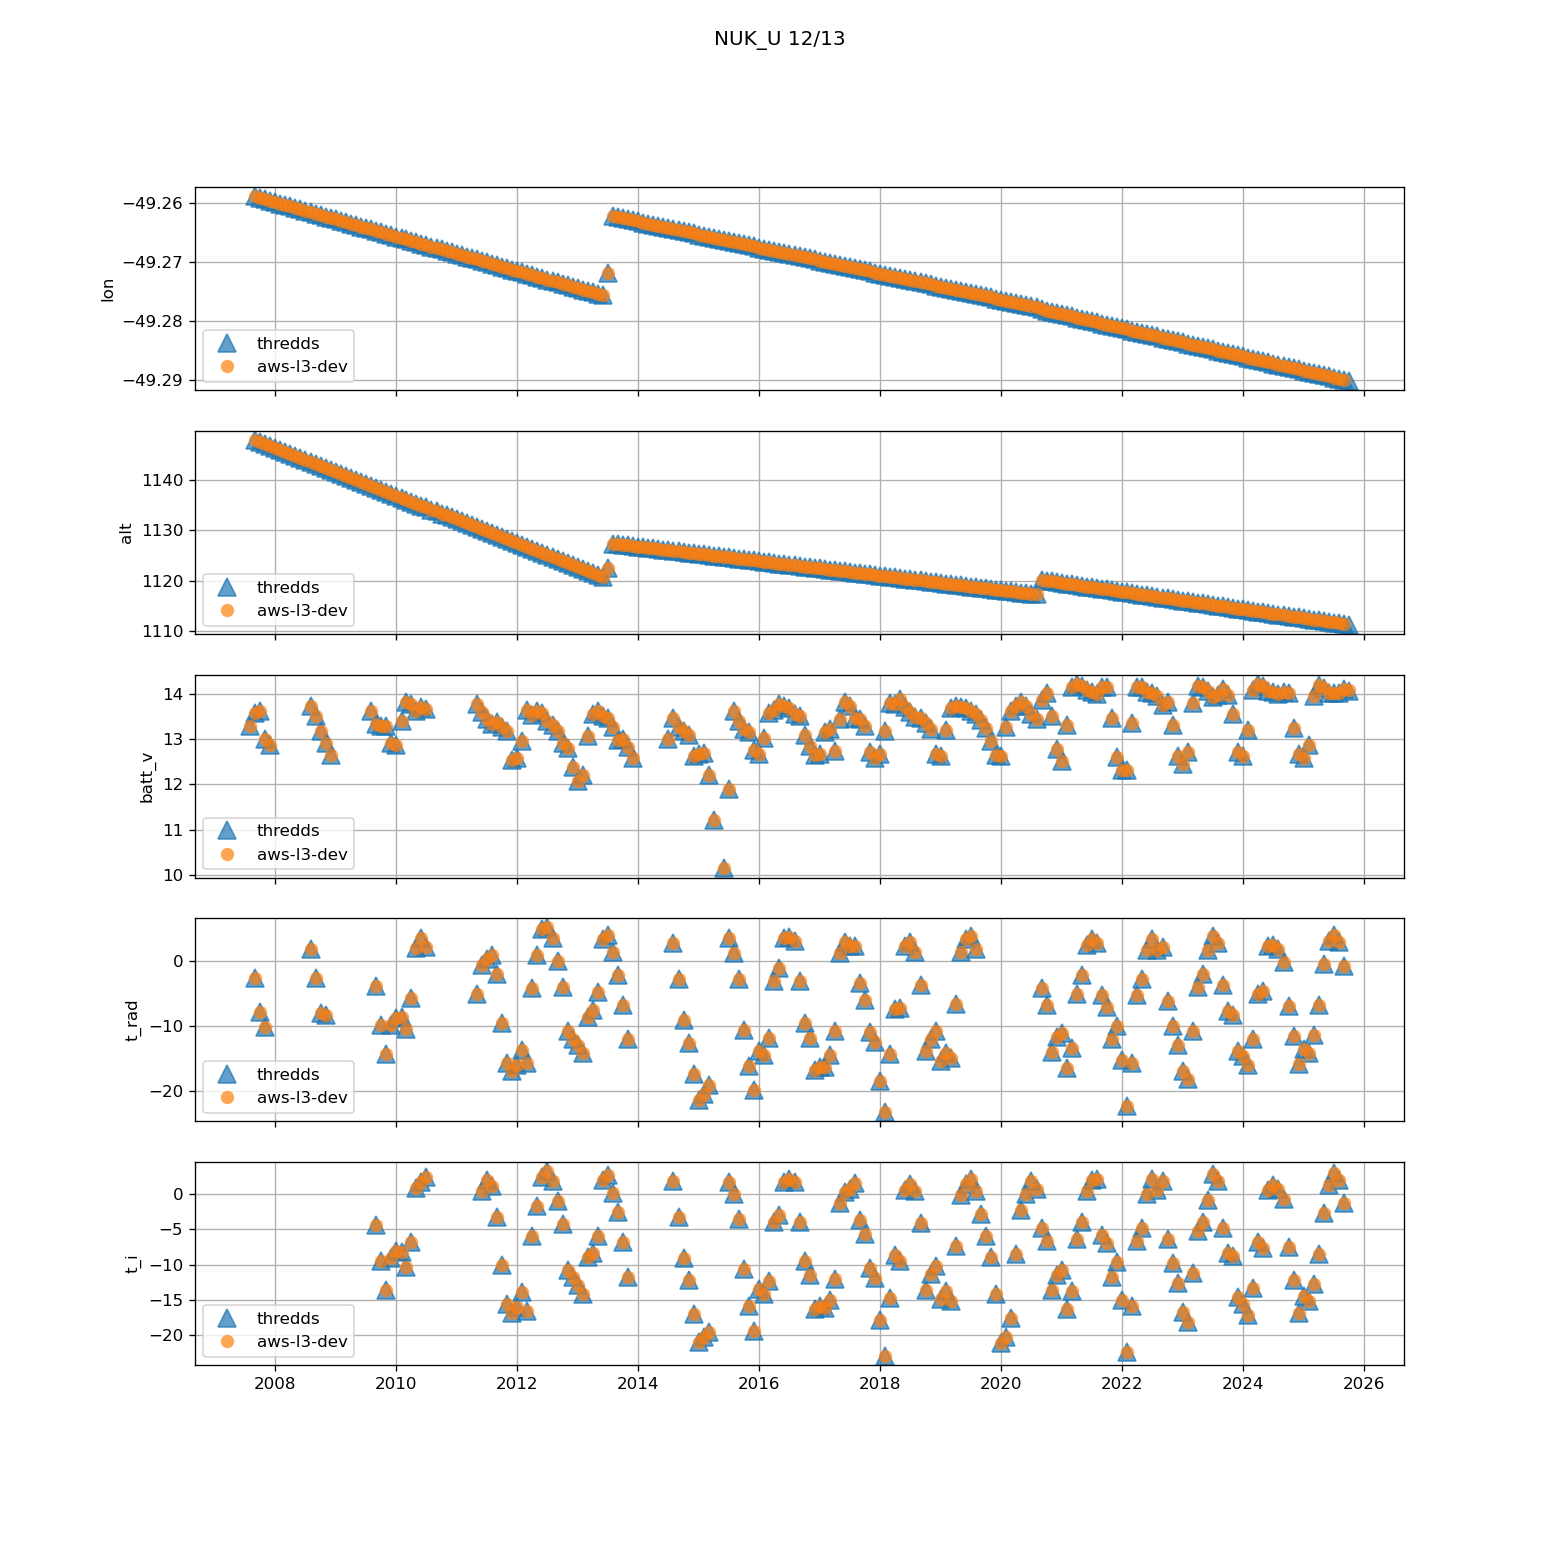 NUK_U 12/13
−49.26
−49.27
−49.28
−49.29
lon
thredds
aws-l3-dev
1140
1130
1120
1110
alt
thredds
aws-l3-dev
14
13
12
11
10
batt_v
thredds
aws-l3-dev
0
−10
−20
t_rad
thredds
aws-l3-dev
0
−5
−10
−15
−20
t_i
thredds
aws-l3-dev
2008 2010 2012 2014 2016 2018 2020 2022 2024 2026